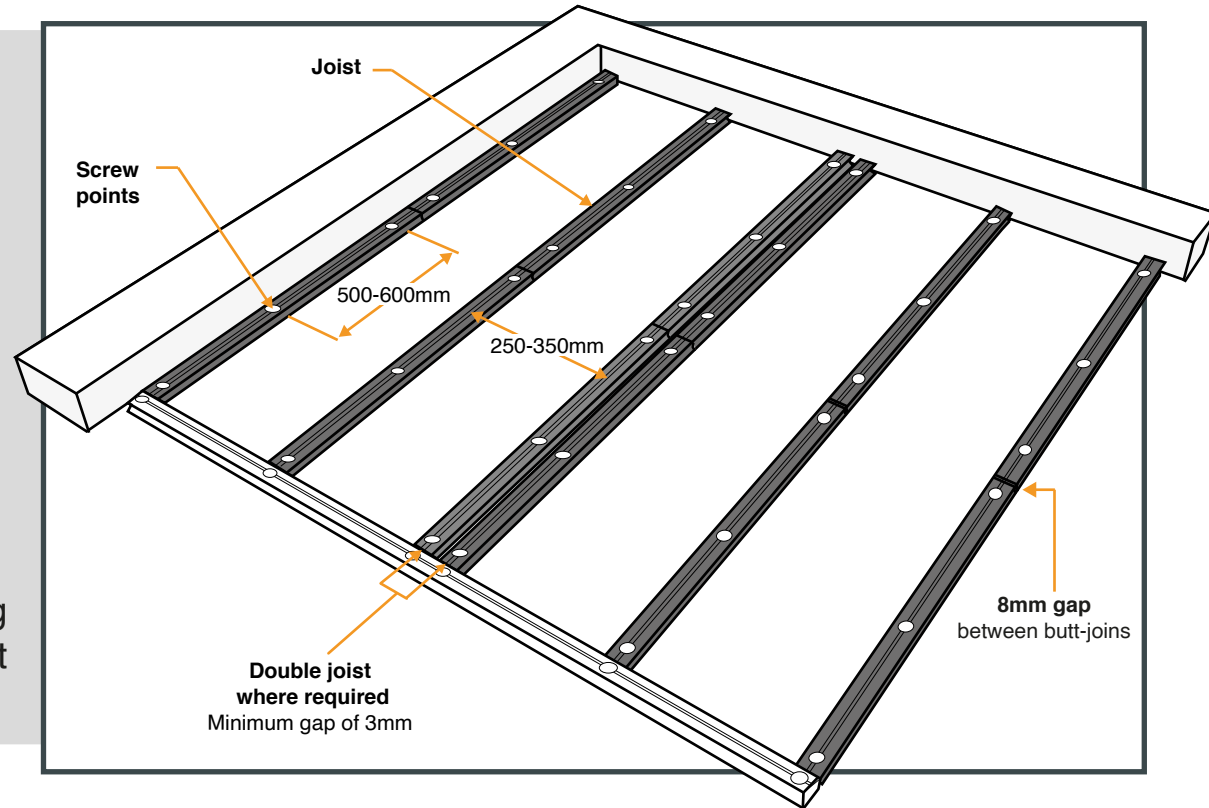 Joist
Screw
points
500-600mm
250-350mm
8mm gap
between butt-joins
Double joist
where required
Minimum gap of 3mm
g
t